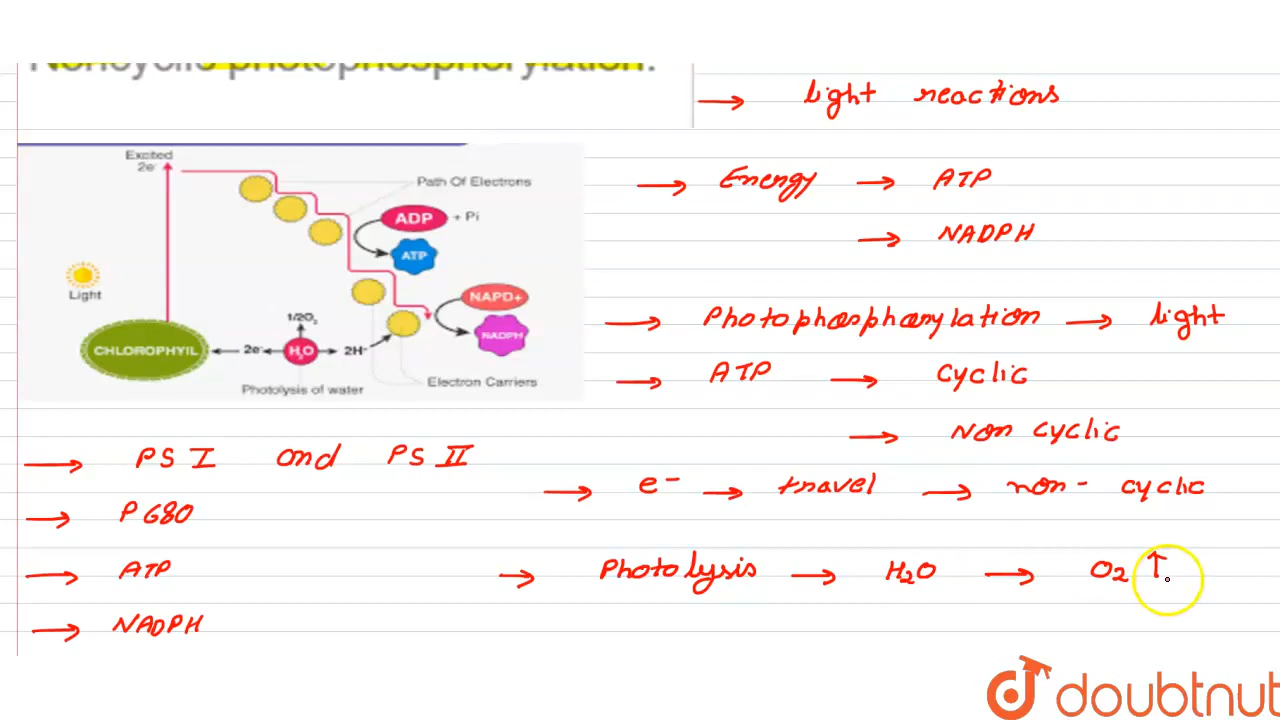 Noncyclic photophosphorylation.
→ light reactions
Excited
2e-
Path Of Electrons
ADP + Pi
ATP
Light
NAPD+
1/2O2
NADPH
CHLOROPHYIL ← 2e- ← H2O → 2H-
Photolysis of water
Electron Carriers
→ Energy → ATP
→ NADPH
→ Photophosphorylation → light
→ ATP → cyclic
→ Non cyclic
→ e- → travel → non- cyclic
→ Photolysis → H2O → O2 ↑
→ PS I and PS II
→ P680
→ ATP
→ NADPH
doubtnut